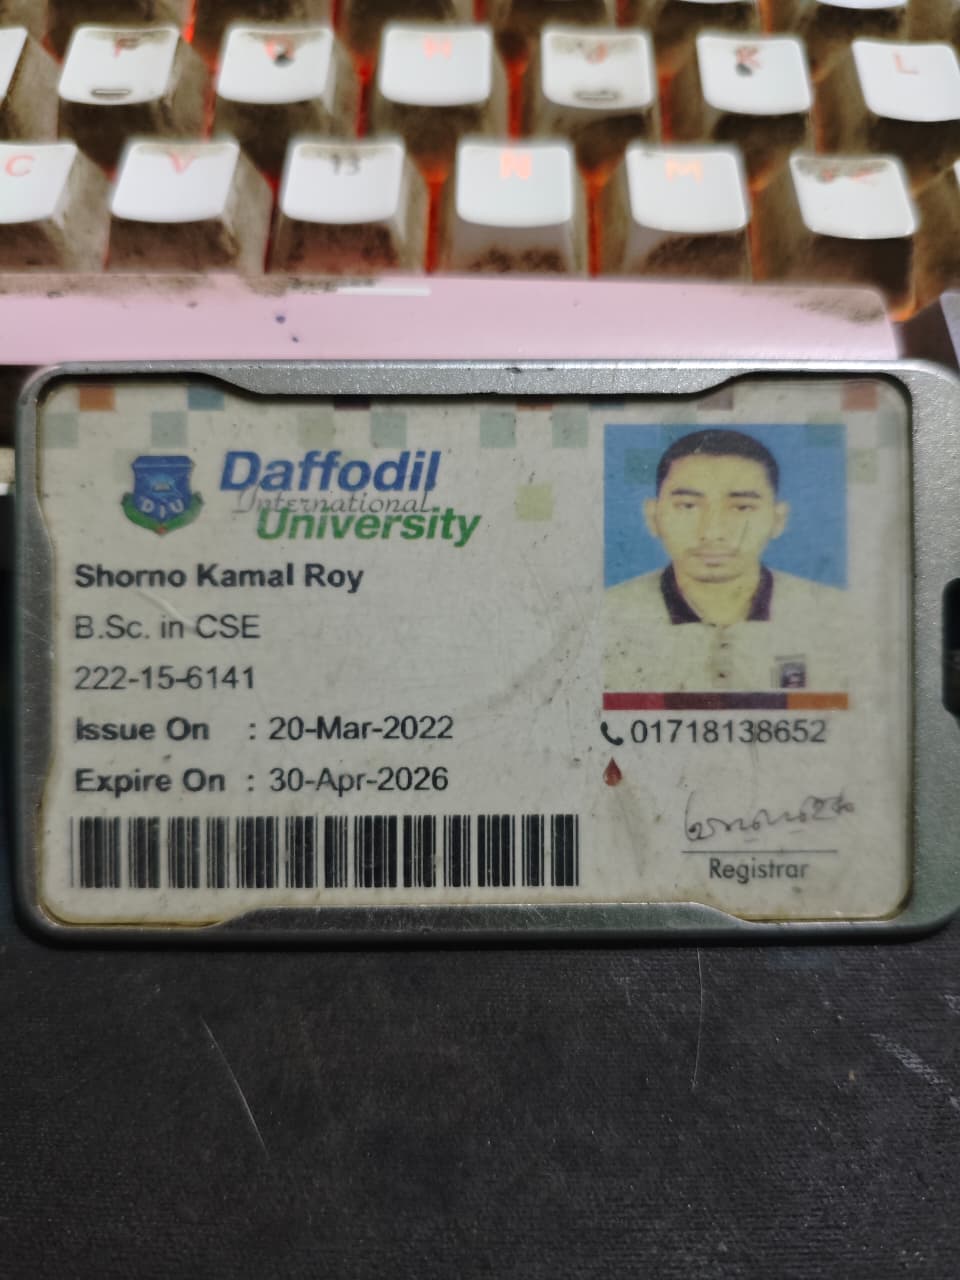 F
H
J
K
L
C
V
N
M
DIU
Daffodil
International
University
Shorno Kamal Roy
B.Sc. in CSE
222-15-6141
Issue On : 20-Mar-2022
Expire On : 30-Apr-2026
01718138652
Registrar